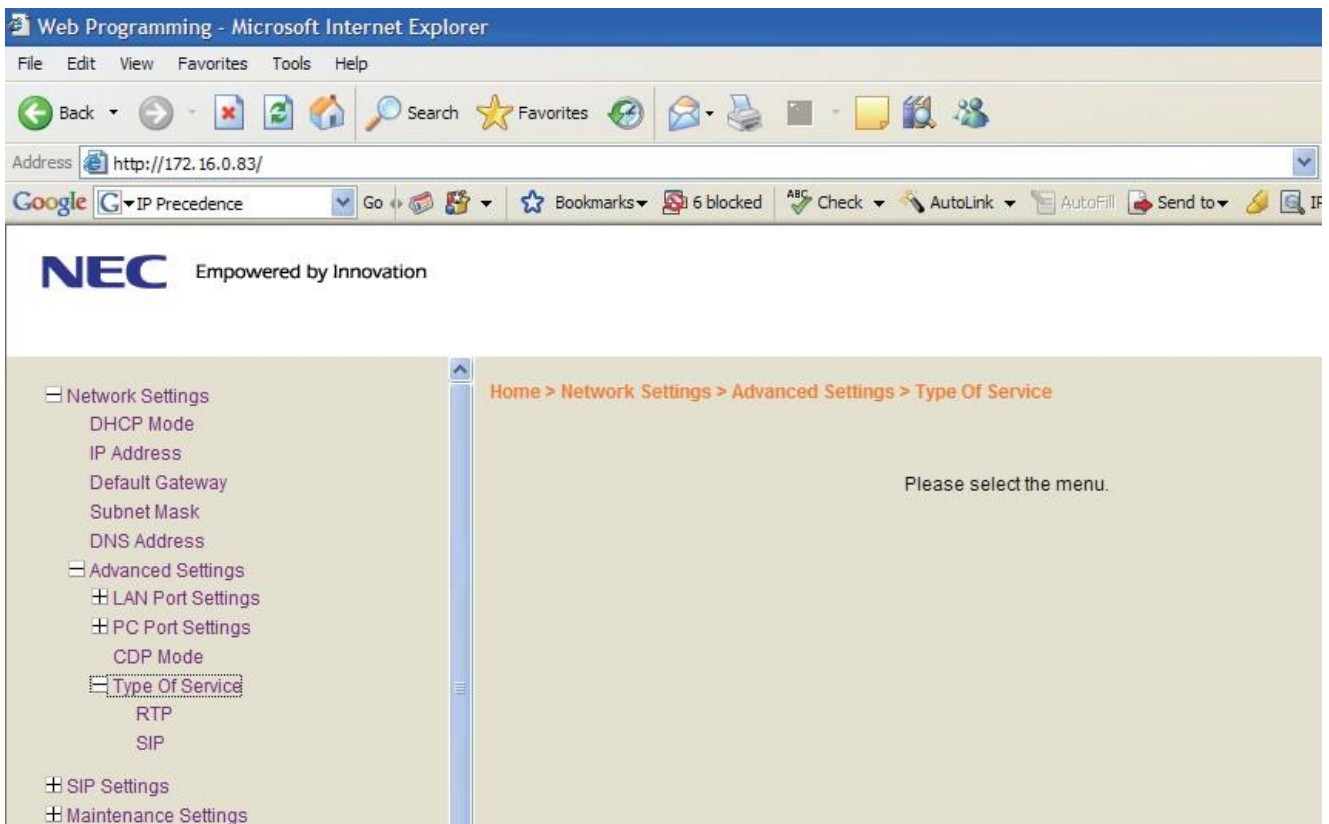 Web Programming - Microsoft Internet Explorer
File Edit View Favorites Tools Help
Back Search Favorites
Address http://172.16.0.83/
Google G IP Precedence Go Bookmarks 6 blocked ABC Check AutoLink AutoFill Send to
NEC Empowered by Innovation
Home > Network Settings > Advanced Settings > Type Of Service
Please select the menu.
Network Settings
DHCP Mode
IP Address
Default Gateway
Subnet Mask
DNS Address
Advanced Settings
LAN Port Settings
PC Port Settings
CDP Mode
Type Of Service
RTP
SIP
SIP Settings
Maintenance Settings